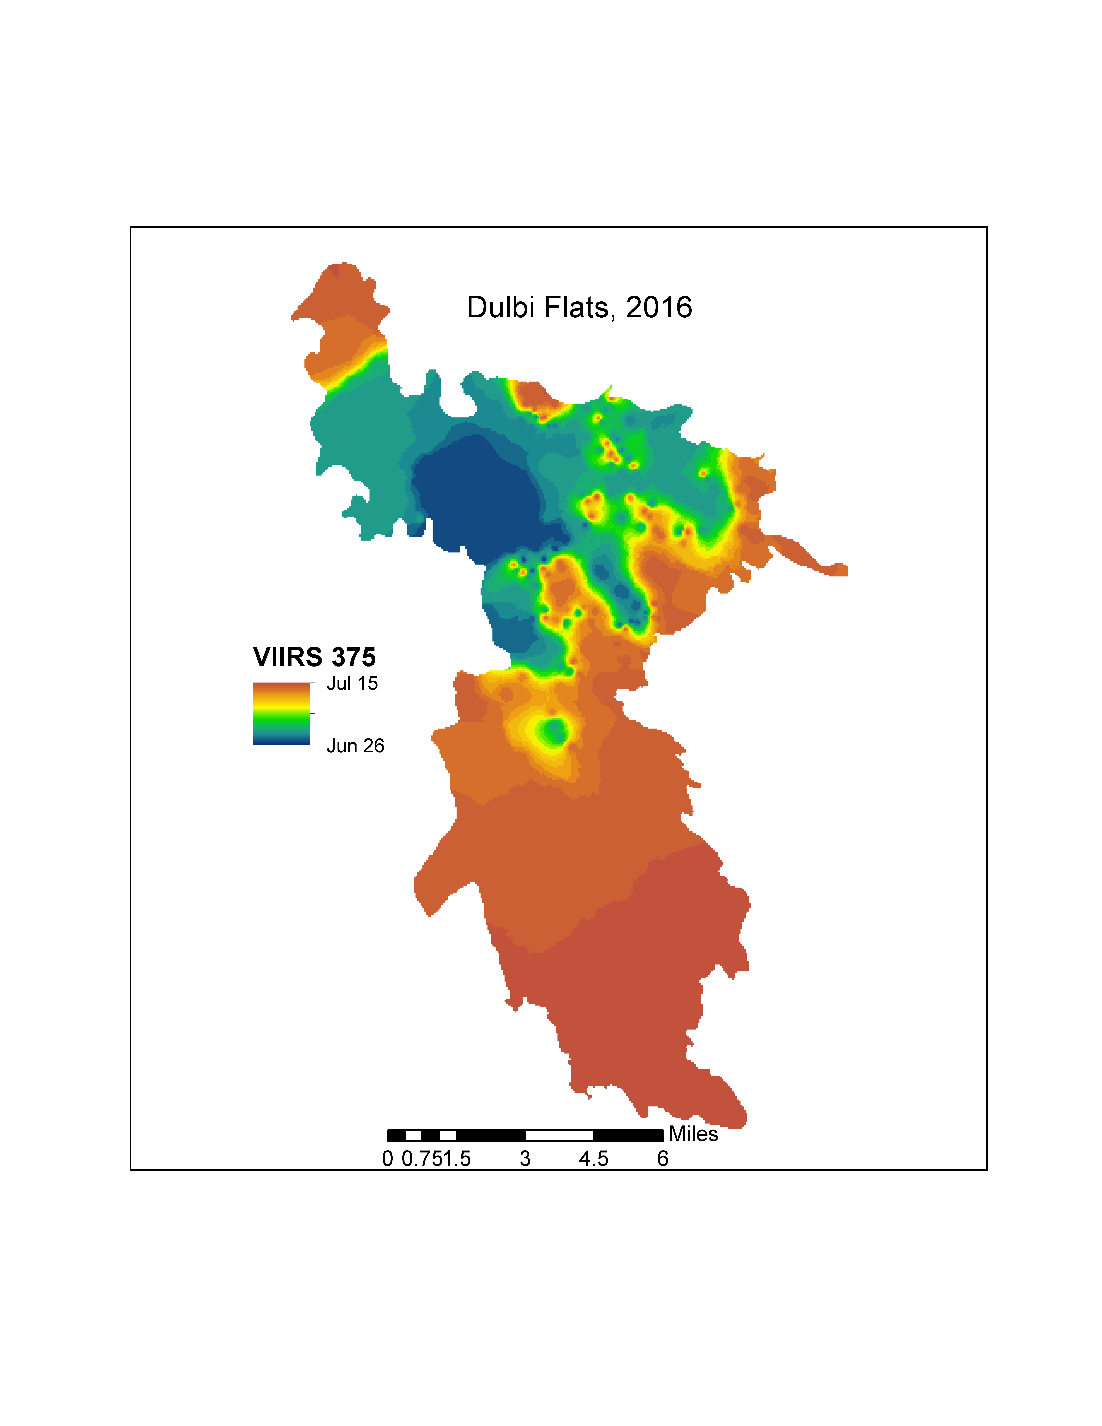 Dulbi Flats, 2016
VIIRS 375
Jul 15
Jun 26
Miles
0 0.751.5 3 4.5 6